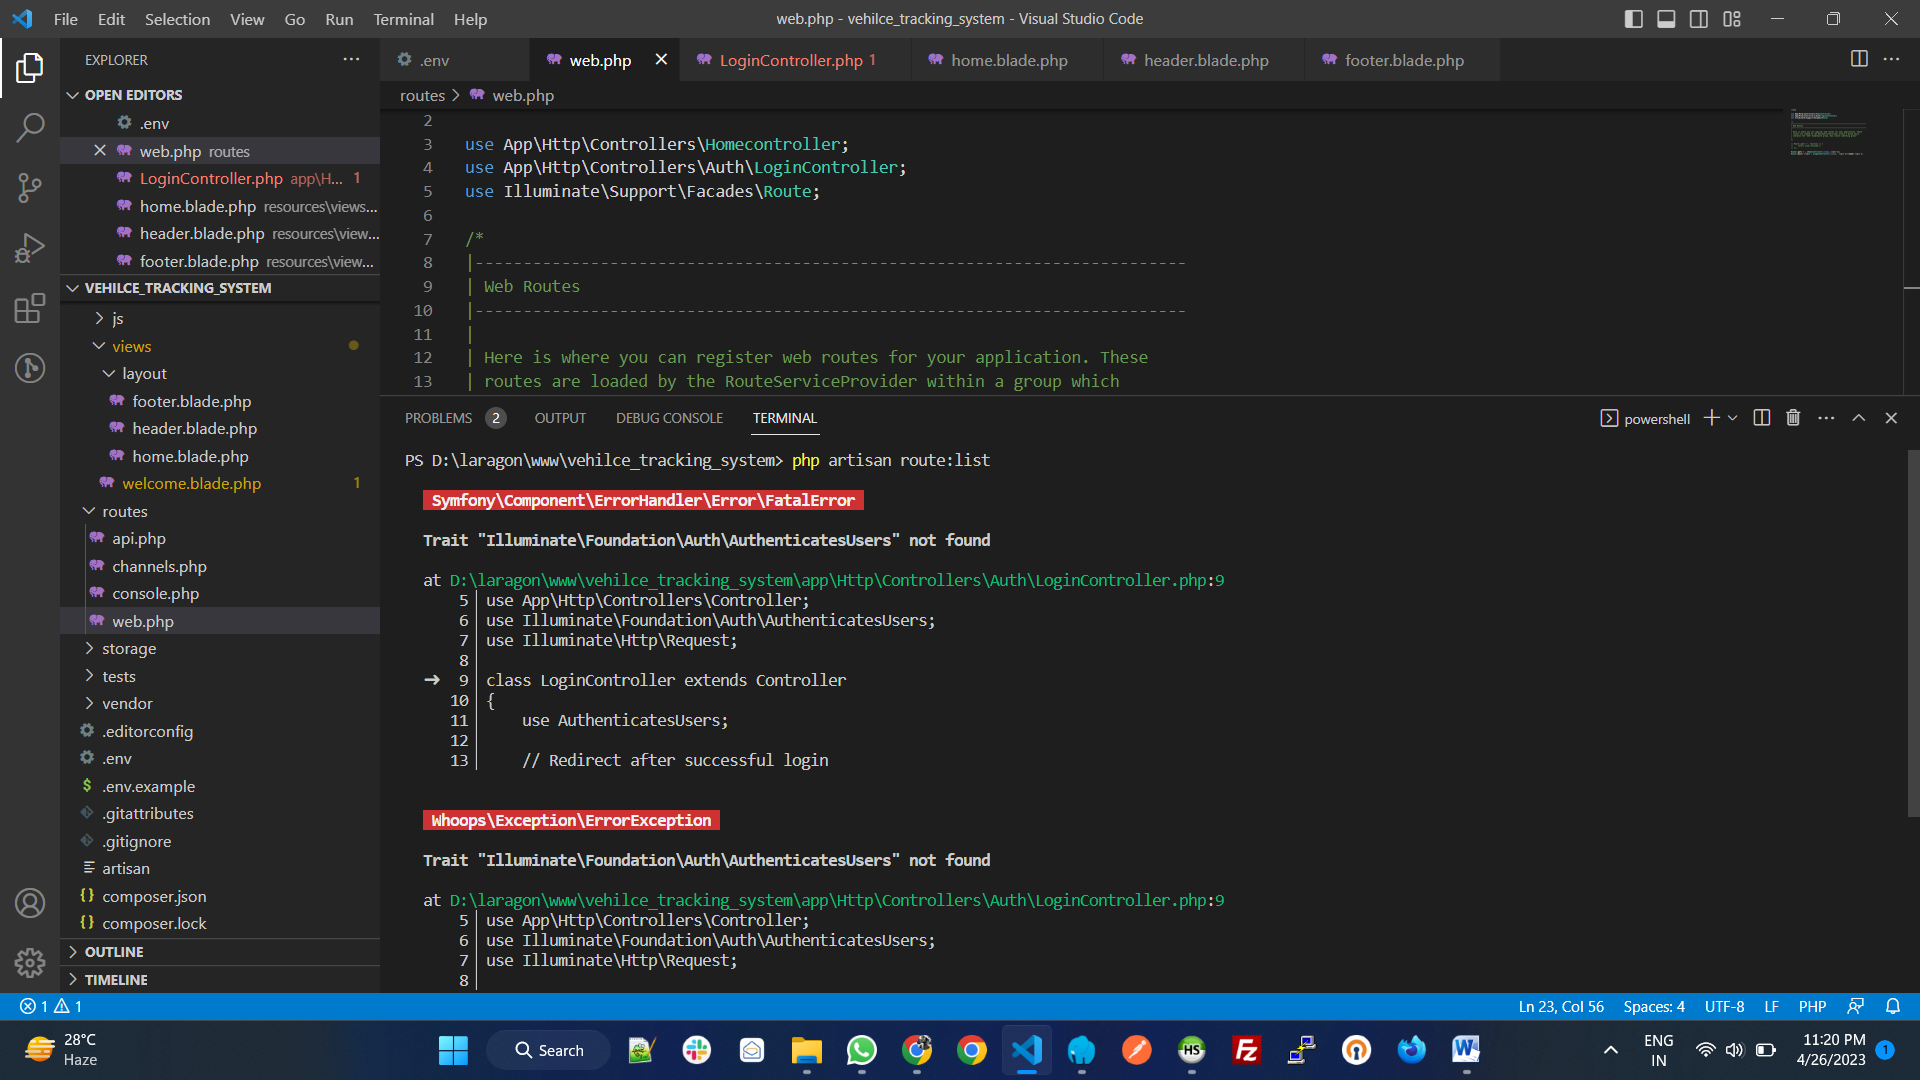 File Edit Selection View Go Run Terminal Help
web.php - vehilce_tracking_system - Visual Studio Code
EXPLORER
OPEN EDITORS
.env
web.php routes
LoginController.php app\H... 1
home.blade.php resources\views...
header.blade.php resources\view...
footer.blade.php resources\view...
VEHILCE_TRACKING_SYSTEM
js
views
layout
footer.blade.php
header.blade.php
home.blade.php
welcome.blade.php 1
routes
api.php
channels.php
console.php
web.php
storage
tests
vendor
.editorconfig
.env
$ .env.example
.gitattributes
.gitignore
artisan
{} composer.json
{} composer.lock
OUTLINE
TIMELINE
.env web.php LoginController.php 1 home.blade.php header.blade.php footer.blade.php
routes > web.php
2
3 use App\Http\Controllers\Homecontroller;
4 use App\Http\Controllers\Auth\LoginController;
5 use Illuminate\Support\Facades\Route;
6
7 /*
8 |--------------------------------------------------------------------------
9 | Web Routes
10 |--------------------------------------------------------------------------
11 |
12 | Here is where you can register web routes for your application. These
13 | routes are loaded by the RouteServiceProvider within a group which
PROBLEMS 2 OUTPUT DEBUG CONSOLE TERMINAL powershell
PS D:\laragon\www\vehilce_tracking_system> php artisan route:list
Symfony\Component\ErrorHandler\Error\FatalError
Trait "Illuminate\Foundation\Auth\AuthenticatesUsers" not found
at D:\laragon\www\vehilce_tracking_system\app\Http\Controllers\Auth\LoginController.php:9
5| use App\Http\Controllers\Controller;
6| use Illuminate\Foundation\Auth\AuthenticatesUsers;
7| use Illuminate\Http\Request;
8|
➜ 9| class LoginController extends Controller
10| {
11| use AuthenticatesUsers;
12|
13| // Redirect after successful login
Whoops\Exception\ErrorException
Trait "Illuminate\Foundation\Auth\AuthenticatesUsers" not found
at D:\laragon\www\vehilce_tracking_system\app\Http\Controllers\Auth\LoginController.php:9
5| use App\Http\Controllers\Controller;
6| use Illuminate\Foundation\Auth\AuthenticatesUsers;
7| use Illuminate\Http\Request;
8|
1 1
Ln 23, Col 56 Spaces: 4 UTF-8 LF PHP
28°C
Haze
Search
HS
FZ
W
ENG
IN
11:20 PM
4/26/2023
1